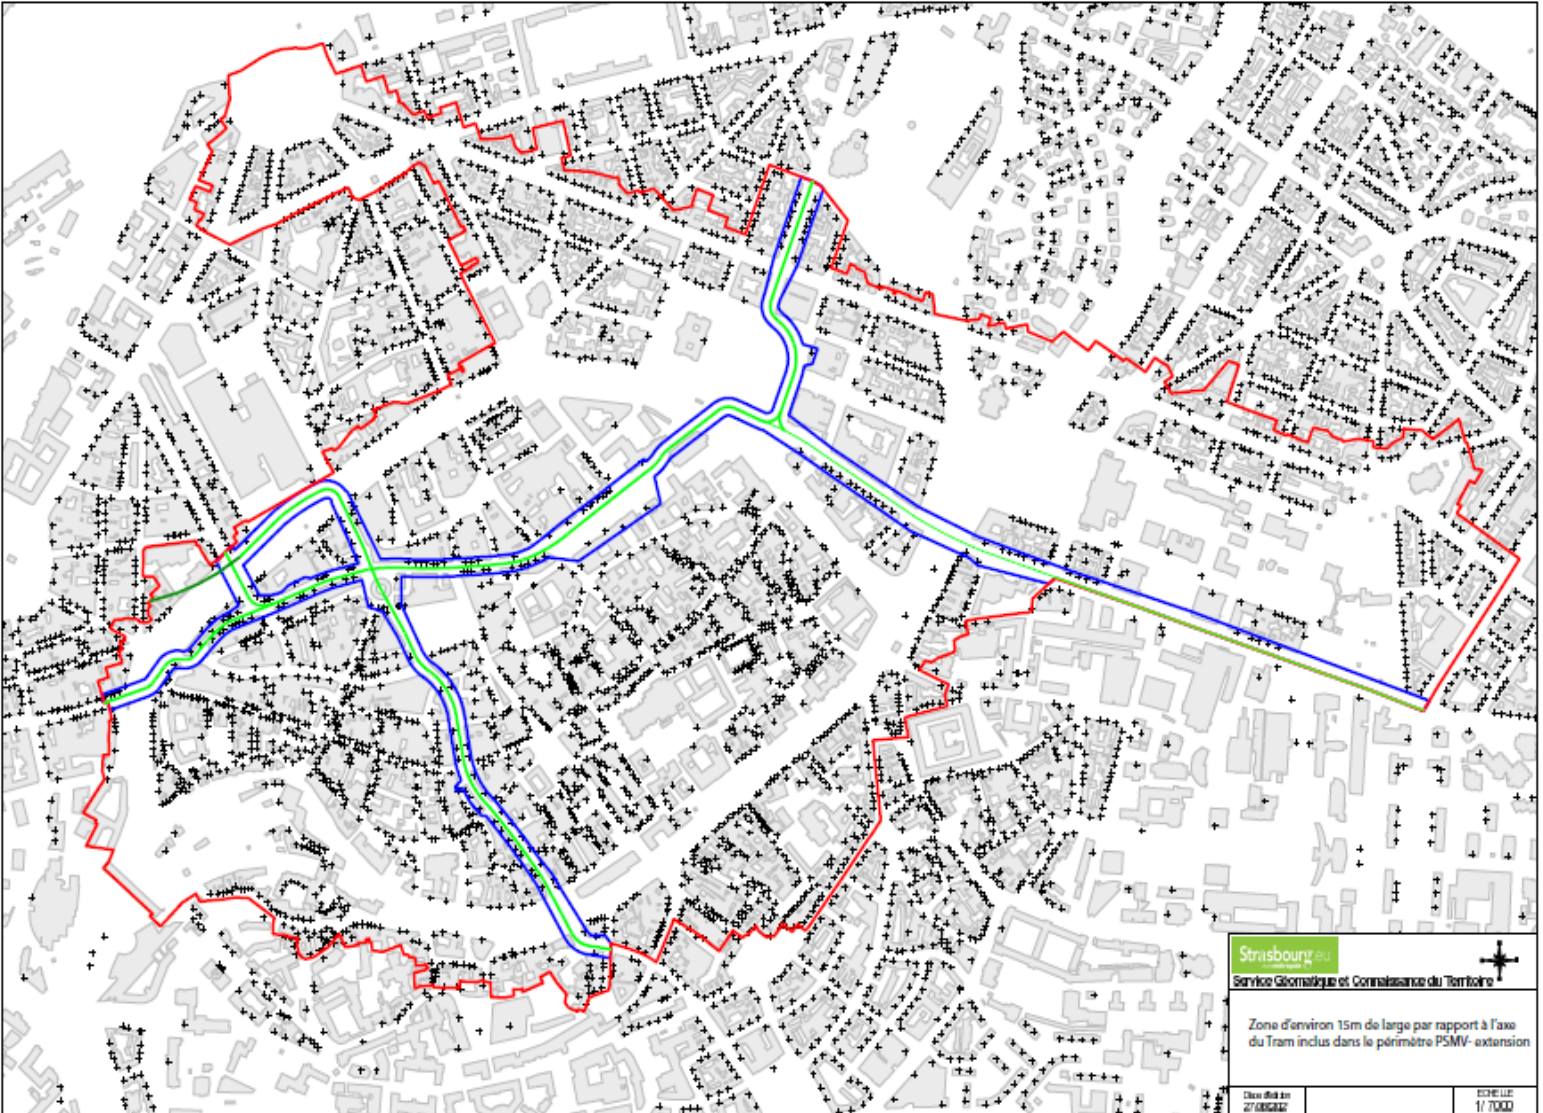 Strasbourg.eu
Service Géomatique et Connaissance du Territoire
Zone d'environ 15m de large par rapport à l'axe
du Tram inclus dans le périmètre PSMV- extension
ECHELLE
1/ 7000